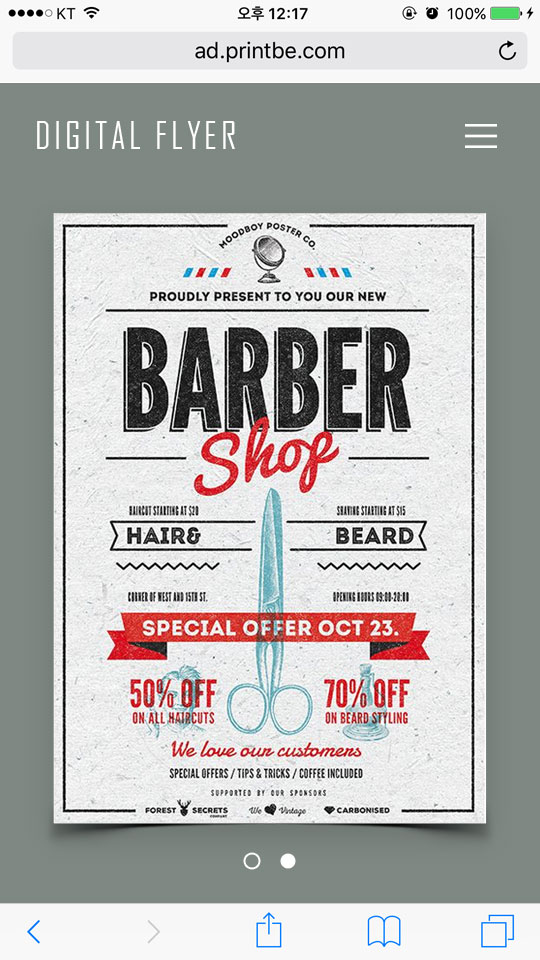 KT 오후 12:17 100%
ad.printbe.com
DIGITAL FLYER
MOODBOY POSTER CO.
PROUDLY PRESENT TO YOU OUR NEW
BARBER
Shop
HAIRCUT STARTING AT $20 SHAVING STARTING AT $15
HAIR& BEARD
CORNER OF WEST AND 15TH ST. OPENING HOURS 09:00-20:00
SPECIAL OFFER OCT 23.
50% OFF 70% OFF
ON ALL HAIRCUTS ON BEARD STYLING
We love our customers
SPECIAL OFFERS / TIPS & TRICKS / COFFEE INCLUDED
SUPPORTED BY OUR SPONSORS
FOREST SECRETS We Vintage CARBONISED
COMPANY